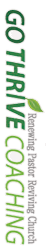 Renewing Pastor Reviving Church
GO THRIVE COACHING